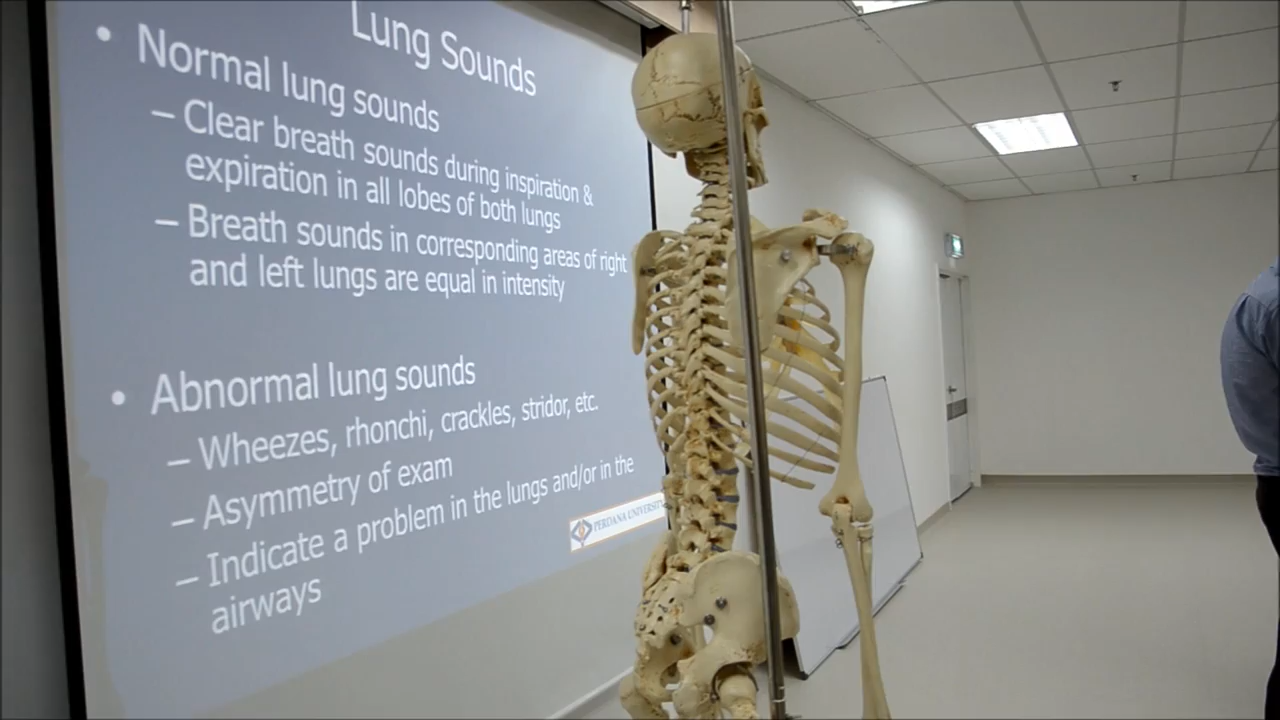 Lung Sounds
• Normal lung sounds
– Clear breath sounds during inspiration &
expiration in all lobes of both lungs
– Breath sounds in corresponding areas of right
and left lungs are equal in intensity
• Abnormal lung sounds
– Wheezes, rhonchi, crackles, stridor, etc.
– Asymmetry of exam
– Indicate a problem in the lungs and/or in the
airways
PERDANA UNIVERSITY